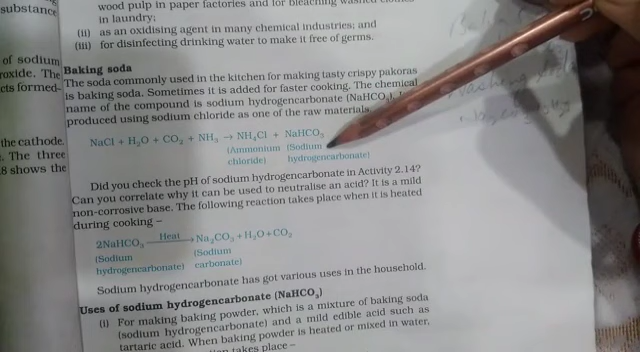 substance
of sodium
roxide. The
cts formed-
the cathode.
. The three
8 shows the
wood pulp in paper factories and for bleaching washed clothes
in laundry;
(ii) as an oxidising agent in many chemical industries; and
(iii) for disinfecting drinking water to make it free of germs.
Baking soda
The soda commonly used in the kitchen for making tasty crispy pakoras
is baking soda. Sometimes it is added for faster cooking. The chemical
name of the compound is sodium hydrogencarbonate (NaHCO₃).
produced using sodium chloride as one of the raw materials.
NaCl + H₂O + CO₂ + NH₃ → NH₄Cl + NaHCO₃
(Ammonium (Sodium
chloride) hydrogencarbonate)
Did you check the pH of sodium hydrogencarbonate in Activity 2.14?
Can you correlate why it can be used to neutralise an acid? It is a mild
non-corrosive base. The following reaction takes place when it is heated
during cooking –
2NaHCO₃ Heat→ Na₂CO₃ + H₂O + CO₂
(Sodium (Sodium
hydrogencarbonate) carbonate)
Sodium hydrogencarbonate has got various uses in the household.
Uses of sodium hydrogencarbonate (NaHCO₃)
(i) For making baking powder, which is a mixture of baking soda
(sodium hydrogencarbonate) and a mild edible acid such as
tartaric acid. When baking powder is heated or mixed in water,
takes place –